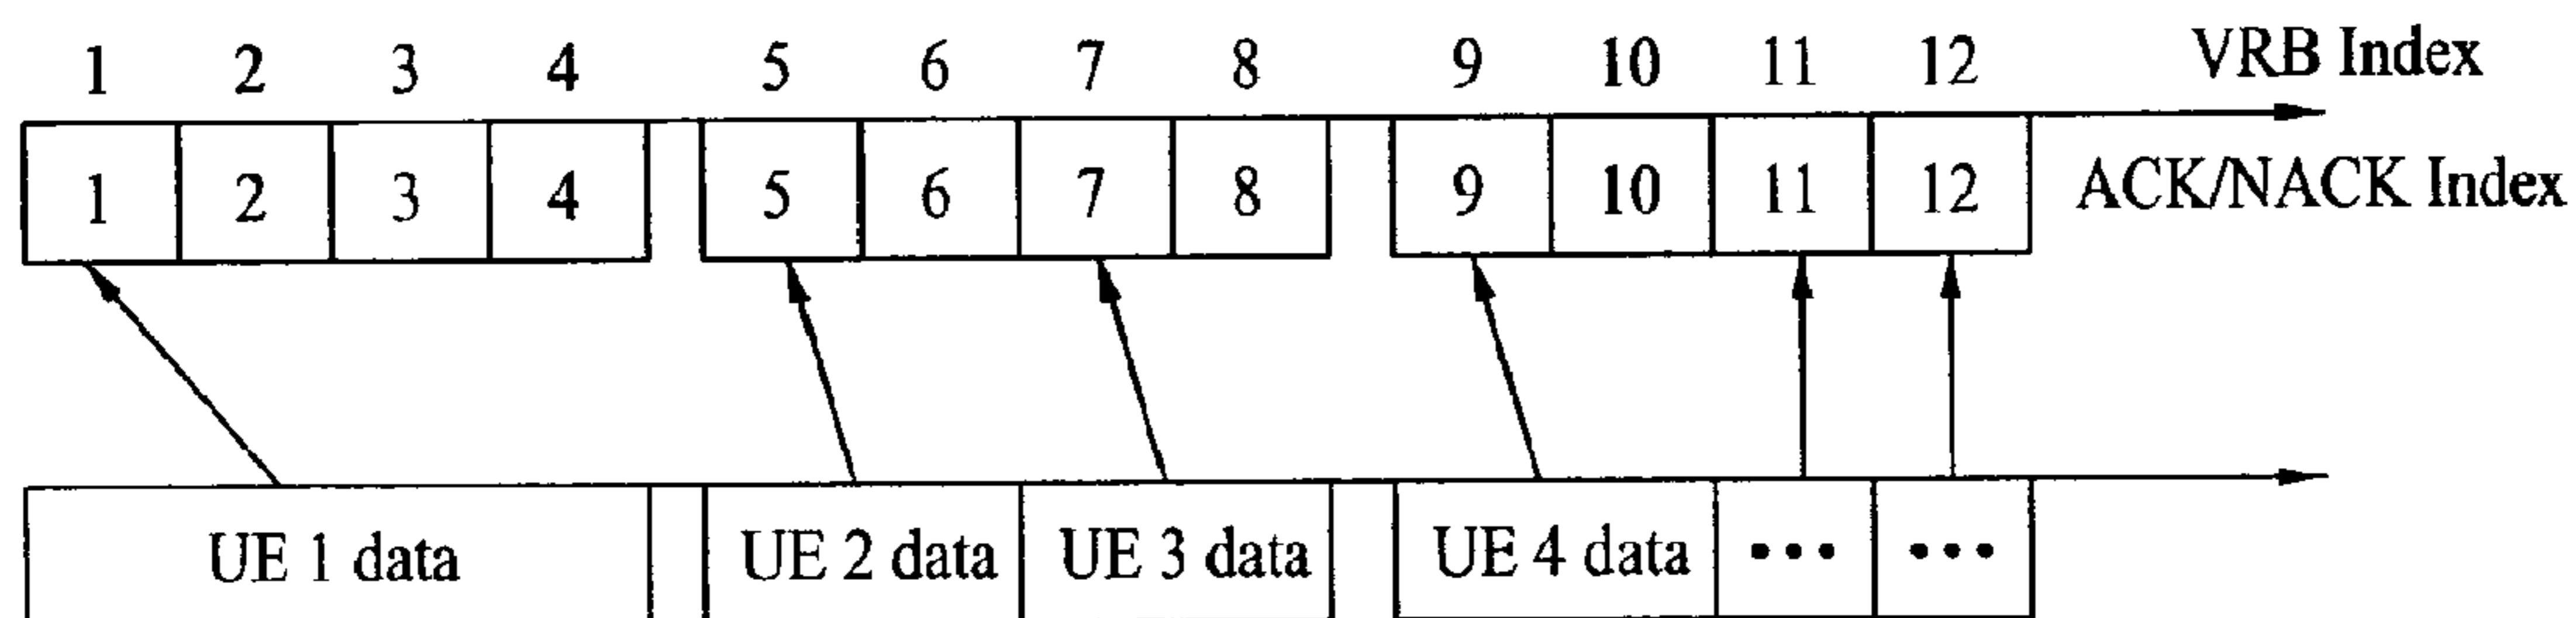 1 2 3 4 5 6 7 8 9 10 11 12 VRB Index
1 2 3 4 5 6 7 8 9 10 11 12 ACK/NACK Index
UE 1 data UE 2 data UE 3 data UE 4 data ••• •••